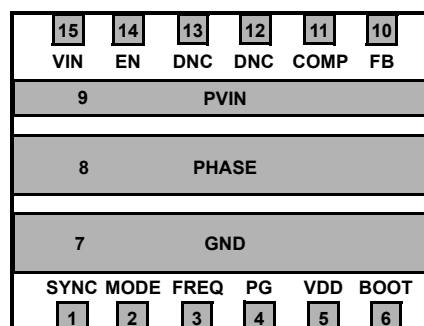 15 14 13 12 11 10
VIN EN DNC DNC COMP FB
9 PVIN
8 PHASE
7 GND
SYNC MODE FREQ PG VDD BOOT
1 2 3 4 5 6